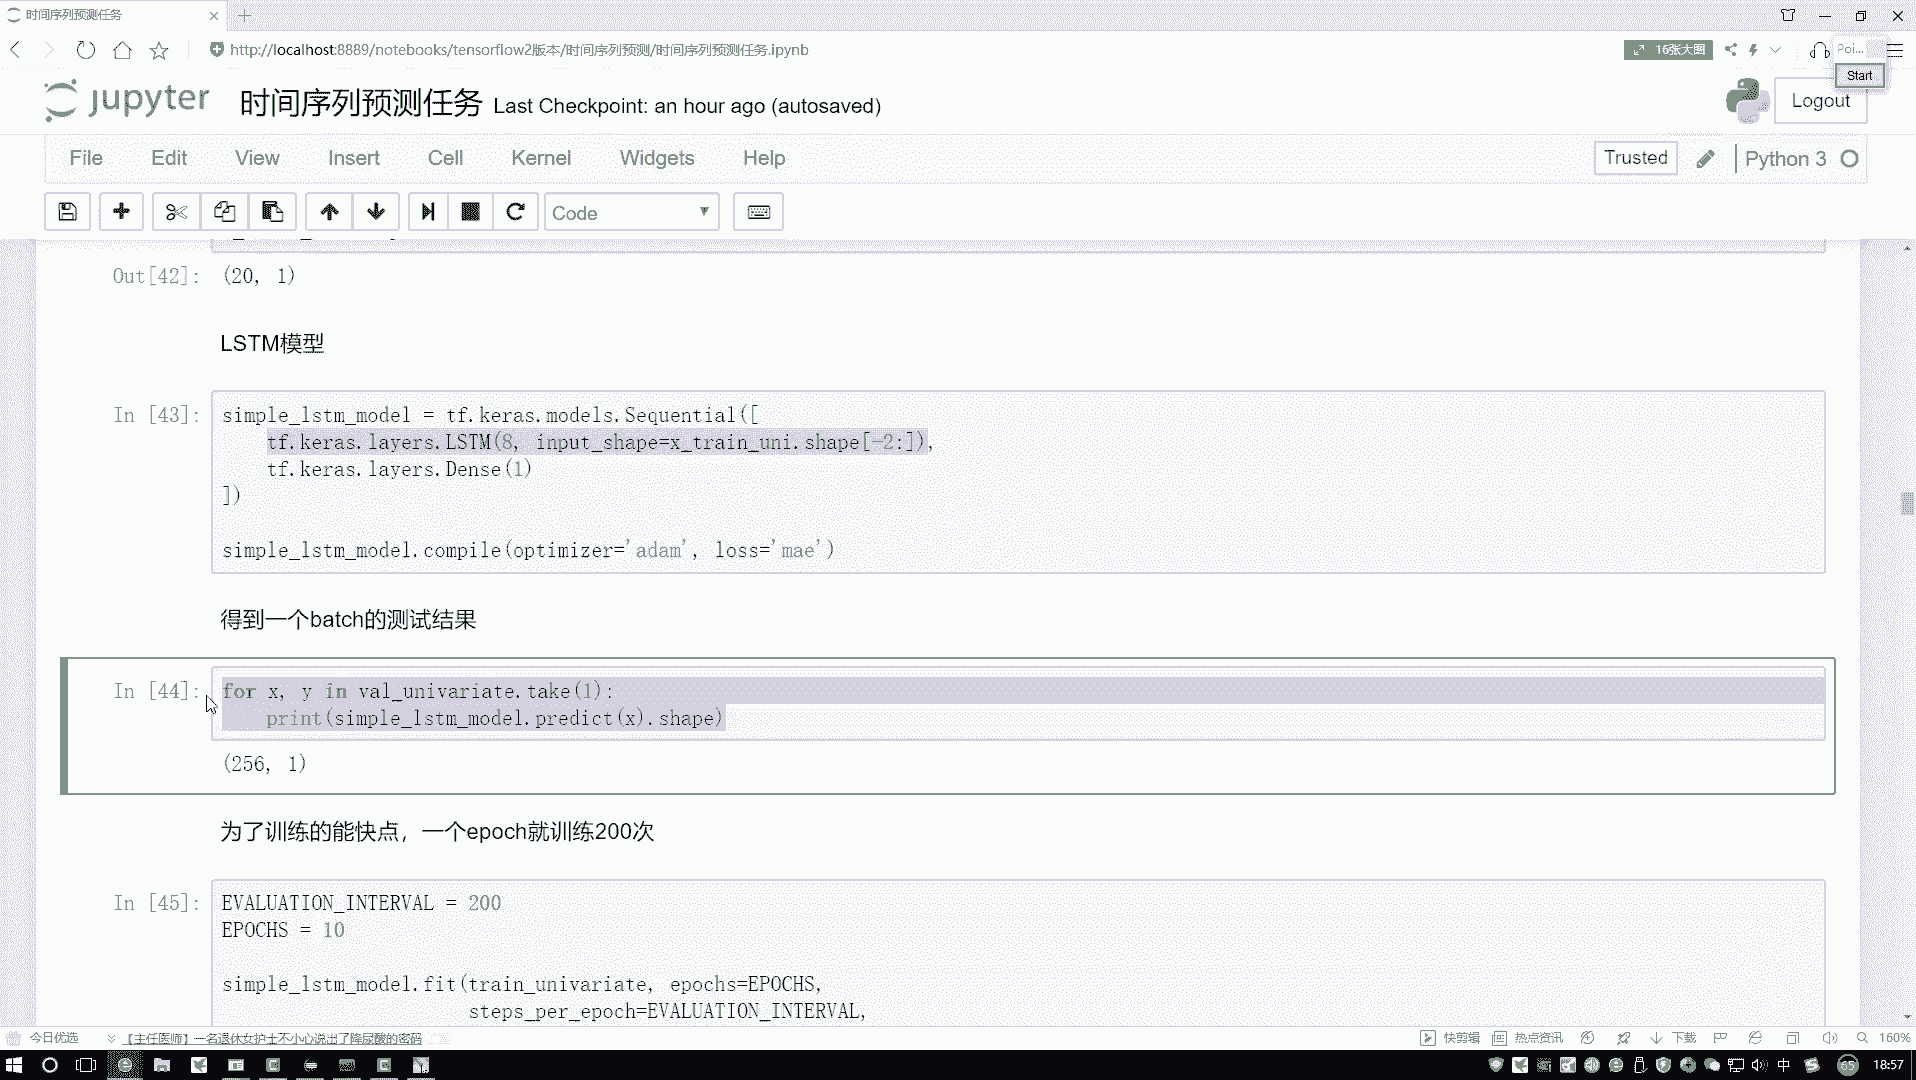 时间序列预测任务
http://localhost:8889/notebooks/tensorflow2版本/时间序列预测/时间序列预测任务.ipynb
16张大图
Poi...
Start
jupyter 时间序列预测任务 Last Checkpoint: an hour ago (autosaved)
Logout
File Edit View Insert Cell Kernel Widgets Help
Trusted Python 3
Code
Out[42]: (20, 1)
LSTM模型
In [43]: simple_lstm_model = tf.keras.models.Sequential([
tf.keras.layers.LSTM(8, input_shape=x_train_uni.shape[-2:]),
tf.keras.layers.Dense(1)
])
simple_lstm_model.compile(optimizer='adam', loss='mae')
得到一个batch的测试结果
In [44]: for x, y in val_univariate.take(1):
print(simple_lstm_model.predict(x).shape)
(256, 1)
为了训练的能快点，一个epoch就训练200次
In [45]: EVALUATION_INTERVAL = 200
EPOCHS = 10
simple_lstm_model.fit(train_univariate, epochs=EPOCHS,
steps_per_epoch=EVALUATION_INTERVAL,
今日优选 【主任医师】一名退休女护士不小心说出了降尿酸的密码
快剪辑 热点资讯 下载 160%
中 65 18:57